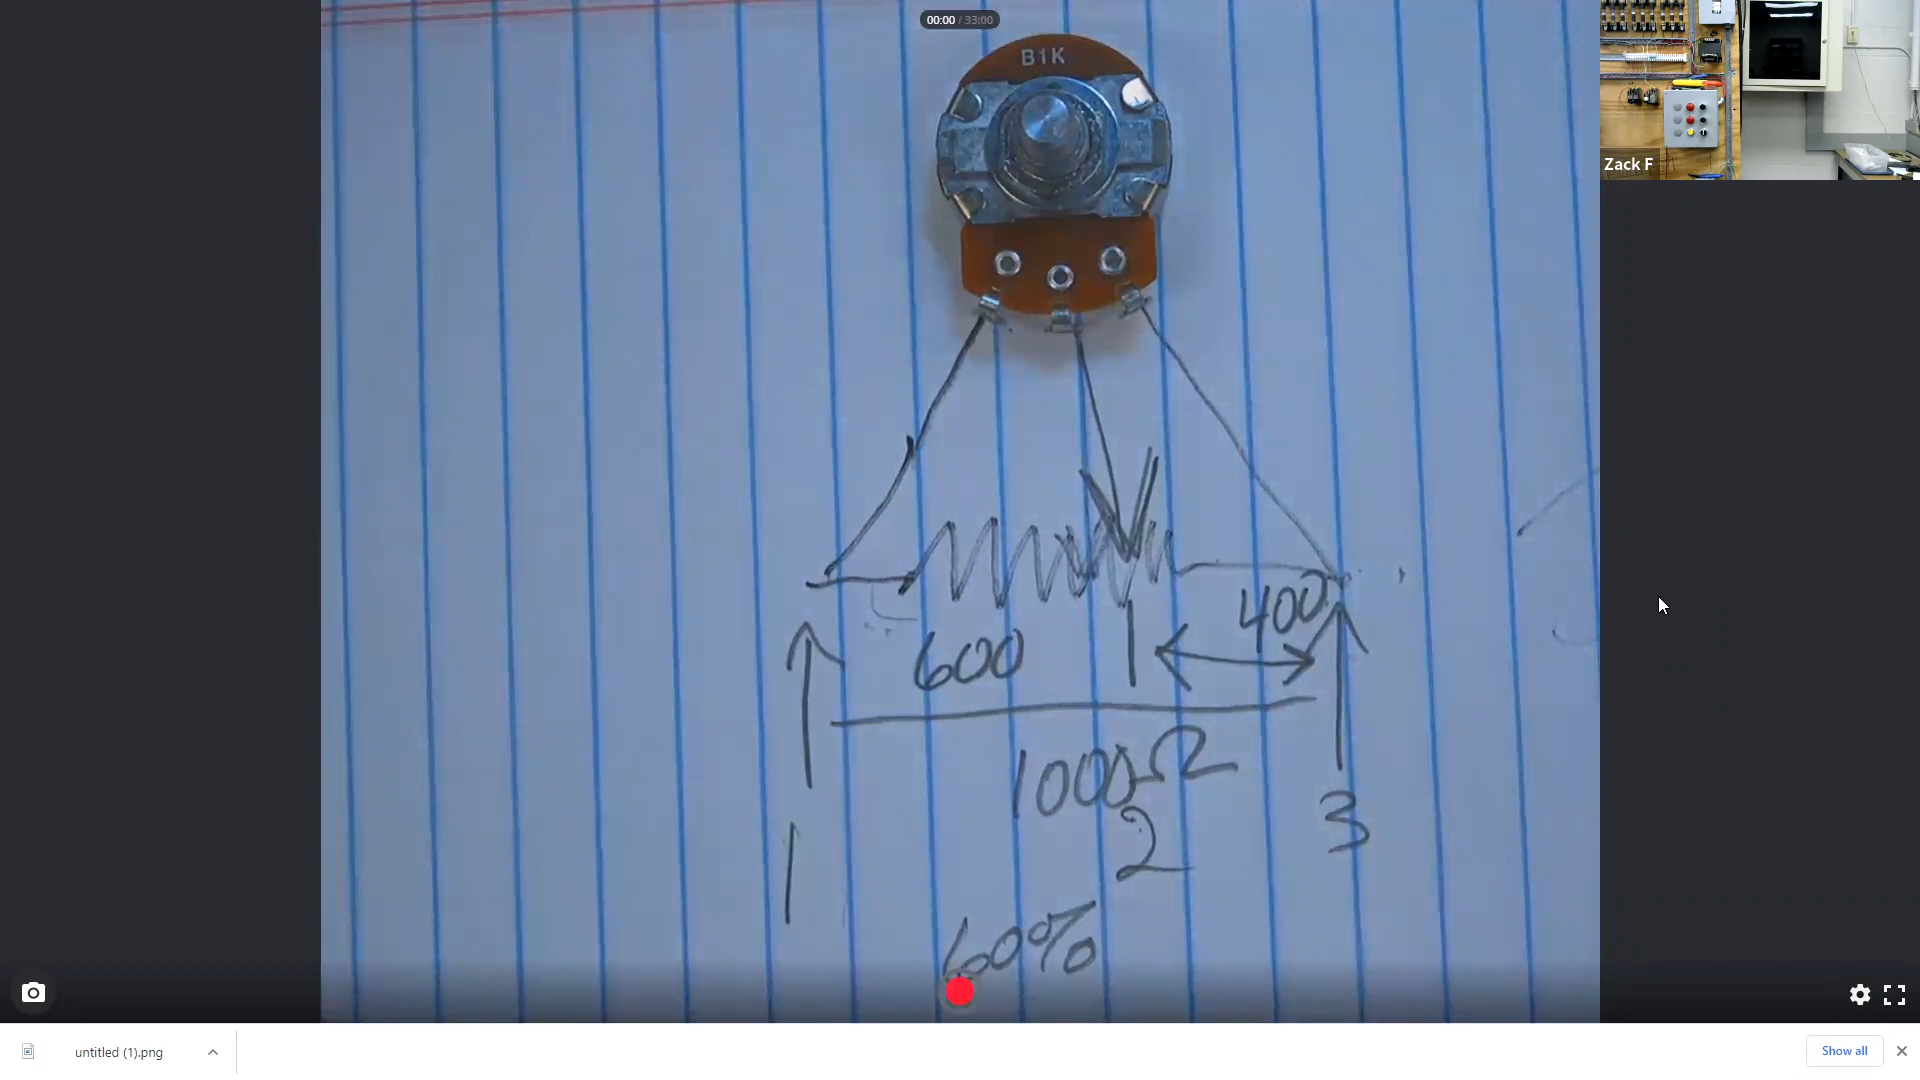 00:00 / 33:00
B1K
Zack F
400
600
1000Ω
2
3
1
60%
untitled (1).png
Show all